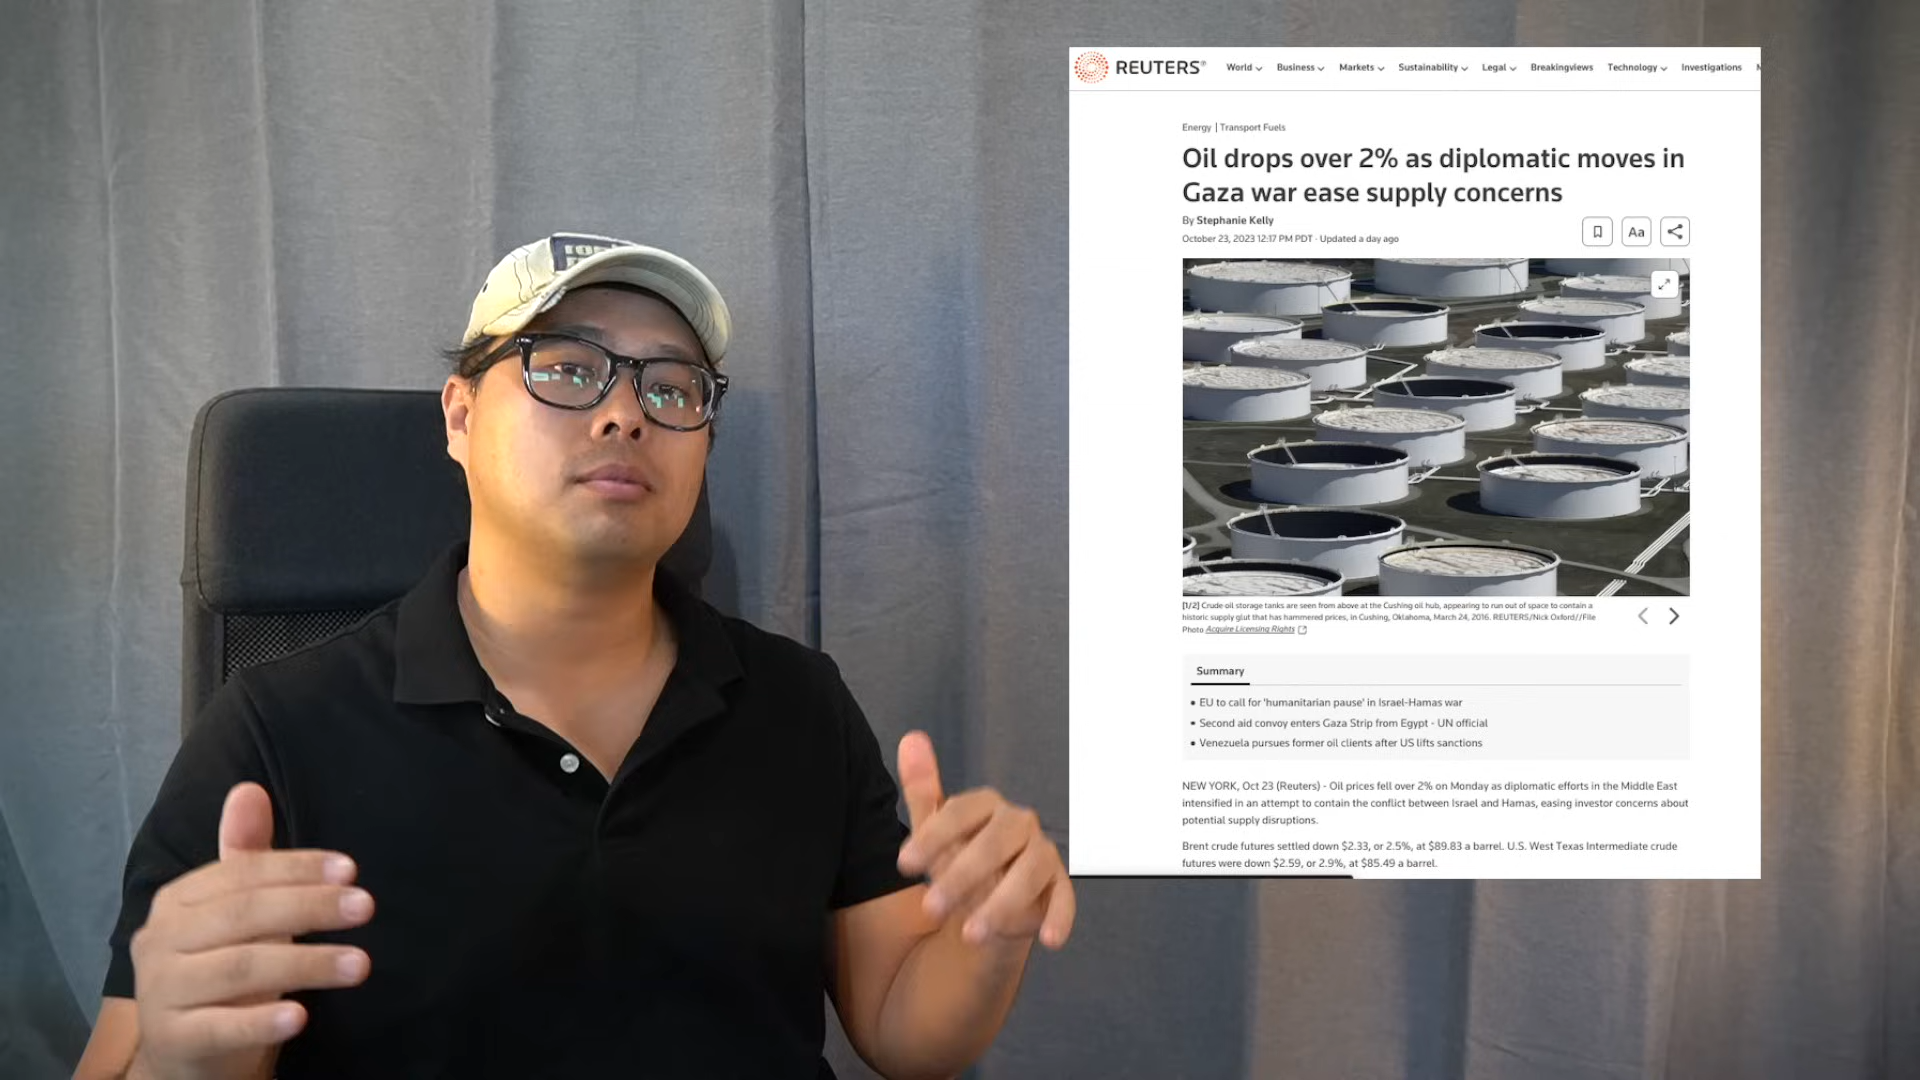 REUTERS®
World Business Markets Sustainability Legal Breakingviews Technology Investigations
Energy | Transport Fuels
Oil drops over 2% as diplomatic moves in
Gaza war ease supply concerns
By Stephanie Kelly
October 23, 2023 12:17 PM PDT · Updated a day ago
Aa
[1/2] Crude oil storage tanks are seen from above at the Cushing oil hub, appearing to run out of space to contain a
historic supply glut that has hammered prices, in Cushing, Oklahoma, March 24, 2016. REUTERS/Nick Oxford//File
Photo Acquire Licensing Rights
Summary
• EU to call for 'humanitarian pause' in Israel-Hamas war
• Second aid convoy enters Gaza Strip from Egypt - UN official
• Venezuela pursues former oil clients after US lifts sanctions
NEW YORK, Oct 23 (Reuters) - Oil prices fell over 2% on Monday as diplomatic efforts in the Middle East
intensified in an attempt to contain the conflict between Israel and Hamas, easing investor concerns about
potential supply disruptions.
Brent crude futures settled down $2.33, or 2.5%, at $89.83 a barrel. U.S. West Texas Intermediate crude
futures were down $2.59, or 2.9%, at $85.49 a barrel.